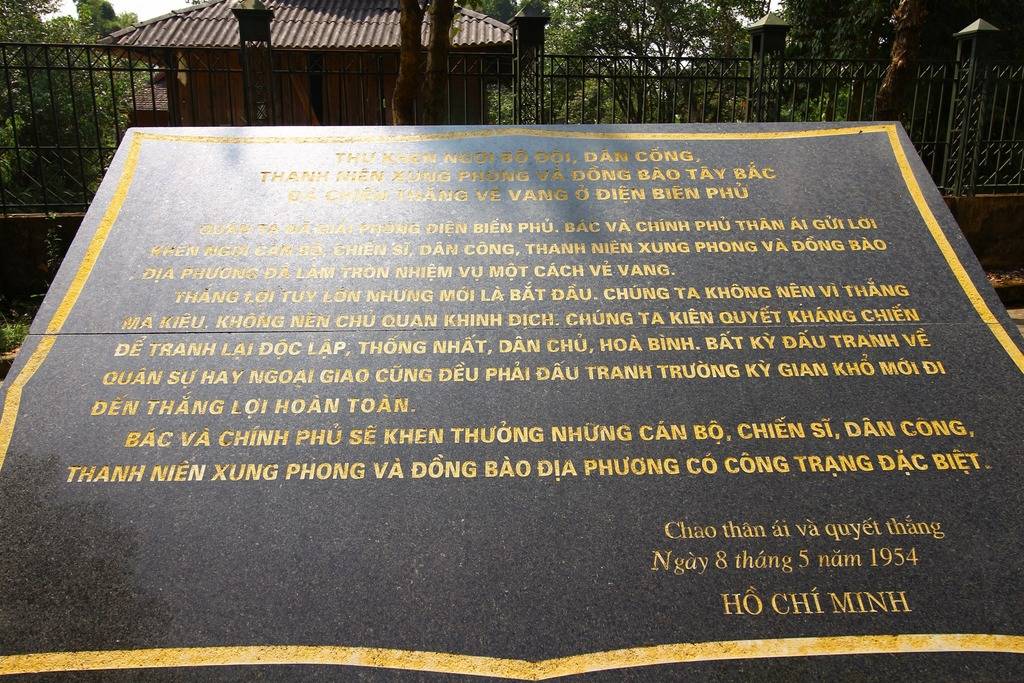 THƯ KHEN NGỢI BỘ ĐỘI, DÂN CÔNG,
THANH NIÊN XUNG PHONG VÀ ĐỒNG BÀO TÂY BẮC
ĐÃ CHIẾN THẮNG VẺ VANG Ở ĐIỆN BIÊN PHỦ
QUÂN TA ĐÃ GIẢI PHÓNG ĐIỆN BIÊN PHỦ. BÁC VÀ CHÍNH PHỦ THÂN ÁI GỬI LỜI
KHEN NGỢI CÁN BỘ, CHIẾN SĨ, DÂN CÔNG, THANH NIÊN XUNG PHONG VÀ ĐỒNG BÀO
ĐỊA PHƯƠNG ĐÃ LÀM TRÒN NHIỆM VỤ MỘT CÁCH VẺ VANG.
THẮNG LỢI TUY LỚN NHƯNG MỚI LÀ BẮT ĐẦU. CHÚNG TA KHÔNG NÊN VÌ THẮNG
MÀ KIÊU, KHÔNG NÊN CHỦ QUAN KHINH ĐỊCH. CHÚNG TA KIÊN QUYẾT KHÁNG CHIẾN
ĐỂ TRANH LẠI ĐỘC LẬP, THỐNG NHẤT, DÂN CHỦ, HOÀ BÌNH. BẤT KỲ ĐẤU TRANH VỀ
QUÂN SỰ HAY NGOẠI GIAO CŨNG ĐỀU PHẢI ĐẤU TRANH TRƯỜNG KỲ GIAN KHỔ MỚI ĐI
ĐẾN THẮNG LỢI HOÀN TOÀN.
BÁC VÀ CHÍNH PHỦ SẼ KHEN THƯỞNG NHỮNG CÁN BỘ, CHIẾN SĨ, DÂN CÔNG,
THANH NIÊN XUNG PHONG VÀ ĐỒNG BÀO ĐỊA PHƯƠNG CÓ CÔNG TRẠNG ĐẶC BIỆT.
Chào thân ái và quyết thắng
Ngày 8 tháng 5 năm 1954
HỒ CHÍ MINH